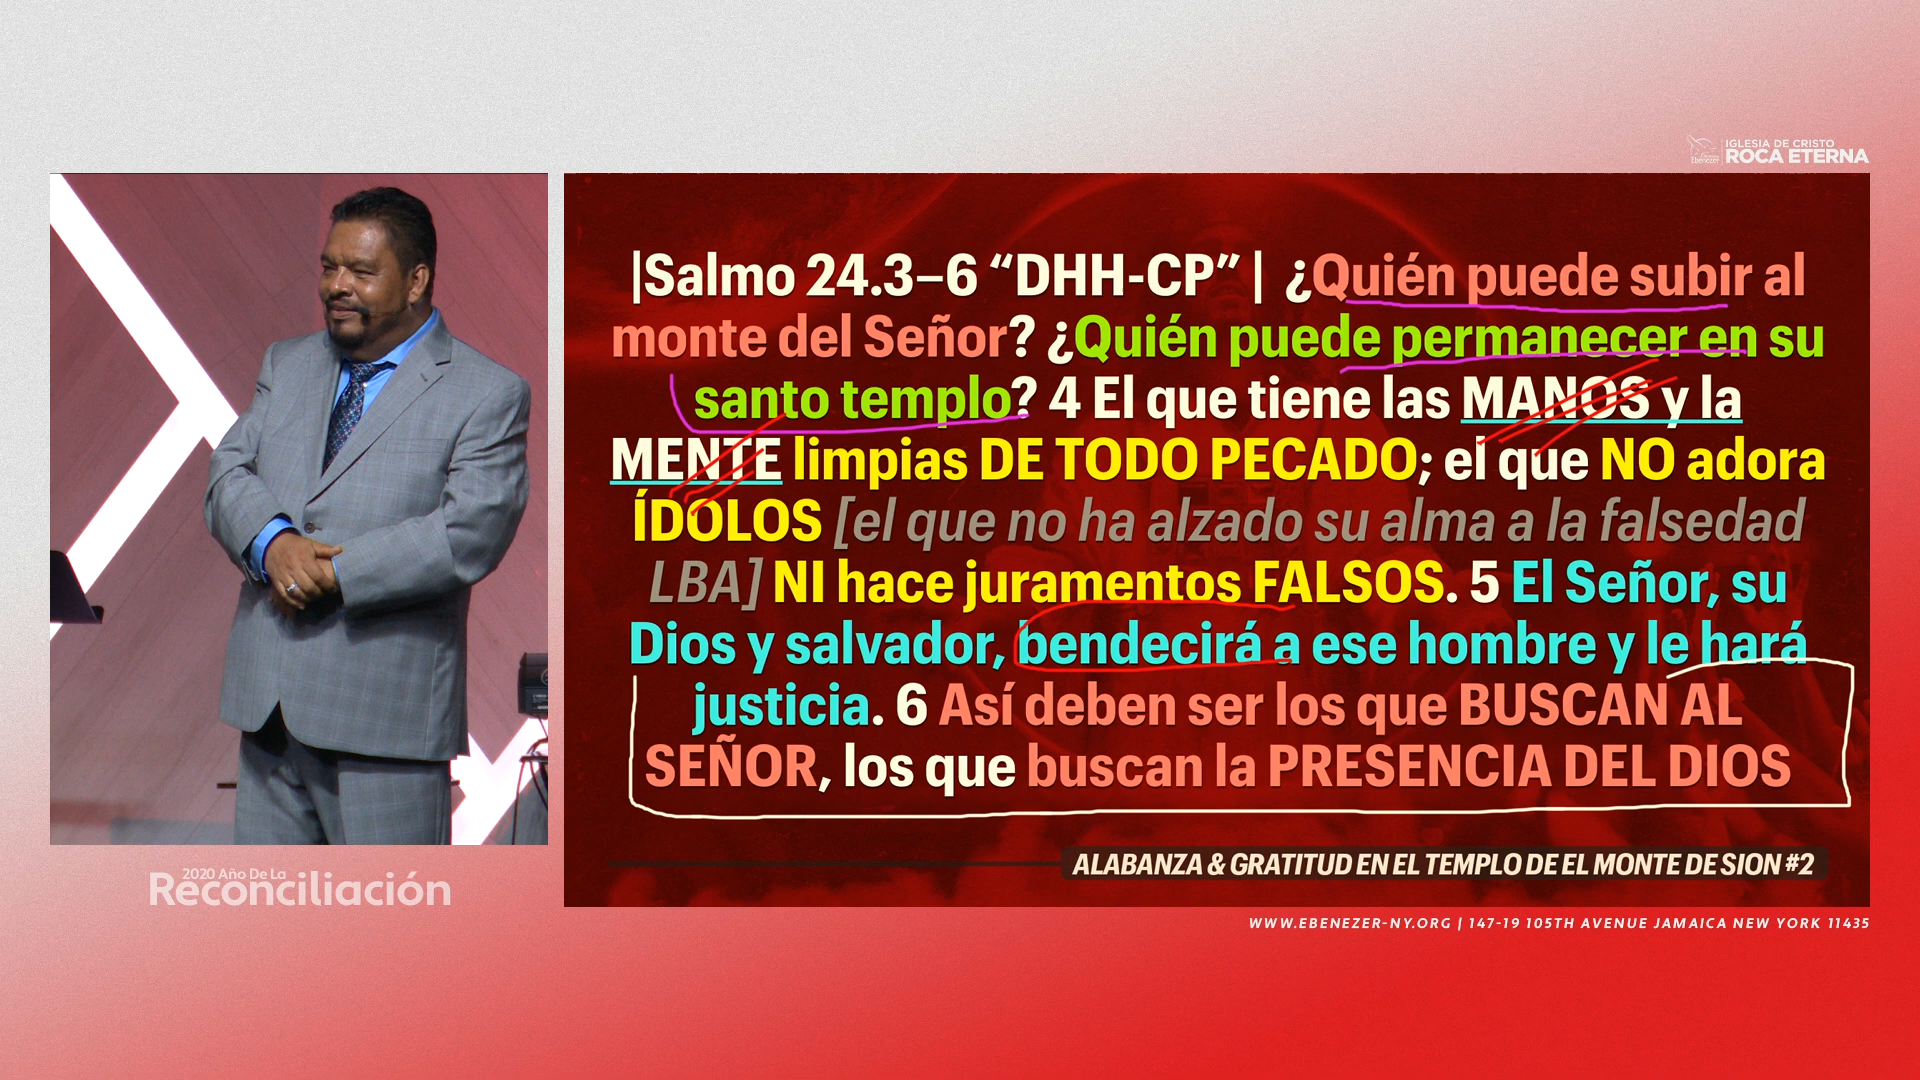 IGLESIA DE CRISTO
ROCA ETERNA
Ebenezer
|Salmo 24.3–6 “DHH-CP” | ¿Quién puede subir al
monte del Señor? ¿Quién puede permanecer en su
santo templo? 4 El que tiene las MANOS y la
MENTE limpias DE TODO PECADO; el que NO adora
ÍDOLOS [el que no ha alzado su alma a la falsedad
LBA] NI hace juramentos FALSOS. 5 El Señor, su
Dios y salvador, bendecirá a ese hombre y le hará
justicia. 6 Así deben ser los que BUSCAN AL
SEÑOR, los que buscan la PRESENCIA DEL DIOS
ALABANZA & GRATITUD EN EL TEMPLO DE EL MONTE DE SION #2
2020 Año De La
Reconciliación
WWW.EBENEZER-NY.ORG | 147-19 105TH AVENUE JAMAICA NEW YORK 11435